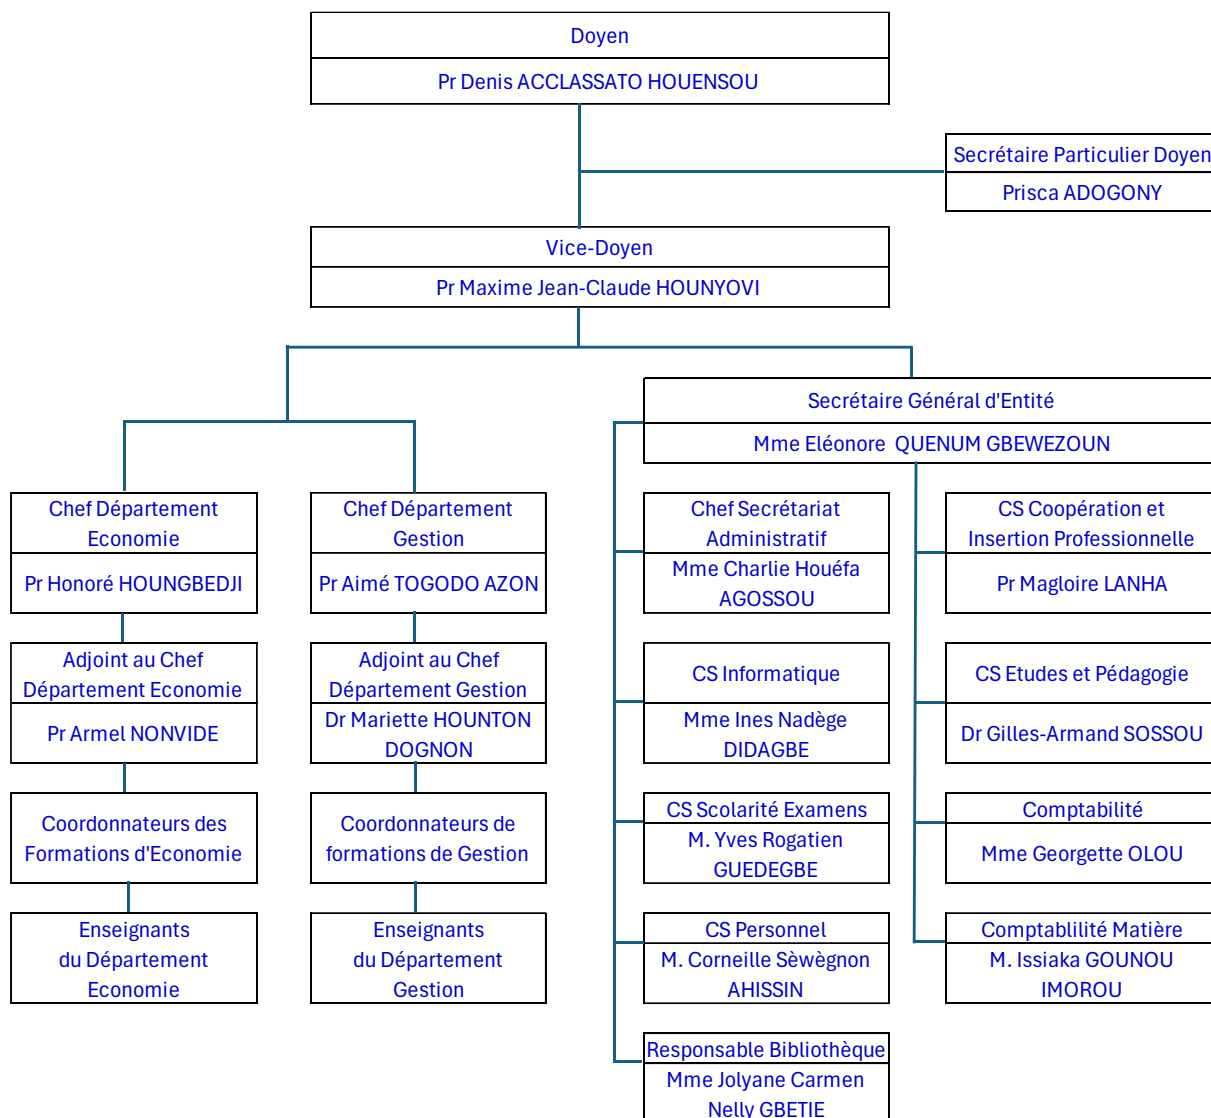 Doyen
Pr Denis ACCLASSATO HOUENSOU
Secrétaire Particulier Doyen
Prisca ADOGONY
Vice-Doyen
Pr Maxime Jean-Claude HOUNYOVI
Secrétaire Général d'Entité
Mme Eléonore  QUENUM GBEWEZOUN
Chef Département
Economie
Pr Honoré HOUNGBEDJI
Chef Département
Gestion
Pr Aimé TOGODO AZON
Chef Secrétariat
Administratif
Mme Charlie Houéfa
AGOSSOU
CS Coopération et
Insertion Professionnelle
Pr Magloire LANHA
Adjoint au Chef
Département Economie
Pr Armel NONVIDE
Adjoint au Chef
Département Gestion
Dr Mariette HOUNTON
DOGNON
CS Informatique
Mme Ines Nadège
DIDAGBE
CS Etudes et Pédagogie
Dr Gilles-Armand SOSSOU
Coordonnateurs des
Formations d'Economie
Coordonnateurs de
formations de Gestion
CS Scolarité Examens
M. Yves Rogatien
GUEDEGBE
Comptabilité
Mme Georgette OLOU
Enseignants
du Département
Economie
Enseignants
du Département
Gestion
CS Personnel
M. Corneille Sèwègnon
AHISSIN
Comptablilité Matière
M. Issiaka GOUNOU
IMOROU
Responsable Bibliothèque
Mme Jolyane Carmen
Nelly GBETIE